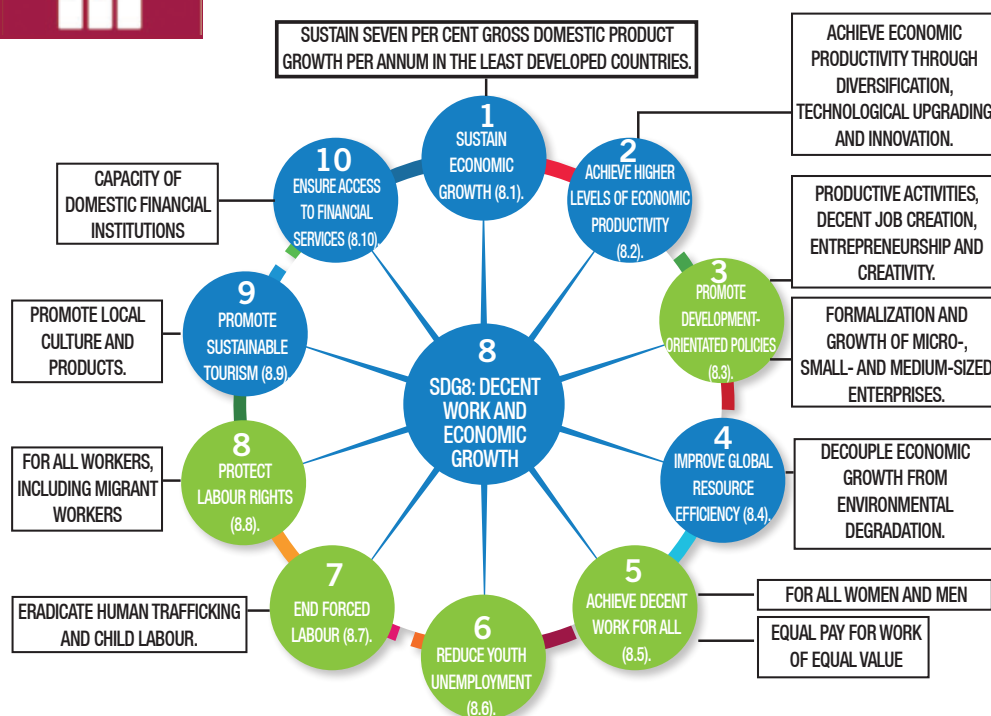 SUSTAIN SEVEN PER CENT GROSS DOMESTIC PRODUCT
GROWTH PER ANNUM IN THE LEAST DEVELOPED COUNTRIES.
1
SUSTAIN
ECONOMIC
GROWTH (8.1).
ACHIEVE ECONOMIC
PRODUCTIVITY THROUGH
DIVERSIFICATION,
TECHNOLOGICAL UPGRADING
AND INNOVATION.
2
ACHIEVE HIGHER
LEVELS OF ECONOMIC
PRODUCTIVITY
(8.2).
PRODUCTIVE ACTIVITIES,
DECENT JOB CREATION,
ENTREPRENEURSHIP AND
CREATIVITY.
3
PROMOTE
DEVELOPMENT-
ORIENTATED POLICIES
(8.3).
FORMALIZATION AND
GROWTH OF MICRO-,
SMALL- AND MEDIUM-SIZED
ENTERPRISES.
4
IMPROVE GLOBAL
RESOURCE
EFFICIENCY (8.4).
DECOUPLE ECONOMIC
GROWTH FROM
ENVIRONMENTAL
DEGRADATION.
5
ACHIEVE DECENT
WORK FOR ALL
(8.5).
FOR ALL WOMEN AND MEN
EQUAL PAY FOR WORK
OF EQUAL VALUE
6
REDUCE YOUTH
UNEMPLOYMENT
(8.6).
7
END FORCED
LABOUR (8.7).
ERADICATE HUMAN TRAFFICKING
AND CHILD LABOUR.
8
PROTECT
LABOUR RIGHTS
(8.8).
FOR ALL WORKERS,
INCLUDING MIGRANT
WORKERS
9
PROMOTE
SUSTAINABLE
TOURISM (8.9)
PROMOTE LOCAL
CULTURE AND
PRODUCTS.
10
ENSURE ACCESS
TO FINANCIAL
SERVICES (8.10).
CAPACITY OF
DOMESTIC FINANCIAL
INSTITUTIONS
8
SDG8: DECENT
WORK AND
ECONOMIC
GROWTH